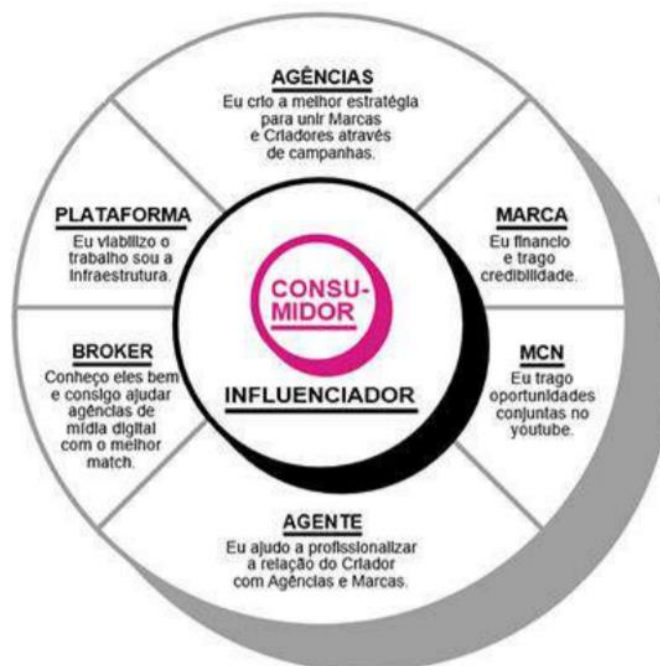 AGÊNCIAS
Eu crio a melhor estratégia
para unir Marcas
e Criadores através
de campanhas.
PLATAFORMA
Eu viabilizo o
trabalho sou a
infraestrutura.
MARCA
Eu financio
e trago
credibilidade.
CONSU-
MIDOR
INFLUENCIADOR
BROKER
Conheço eles bem
e consigo ajudar
agências de
mídia digital
com o melhor
match.
MCN
Eu trago
oportunidades
conjuntas no
youtube.
AGENTE
Eu ajudo a profissionalizar
a relação do Criador
com Agências e Marcas.